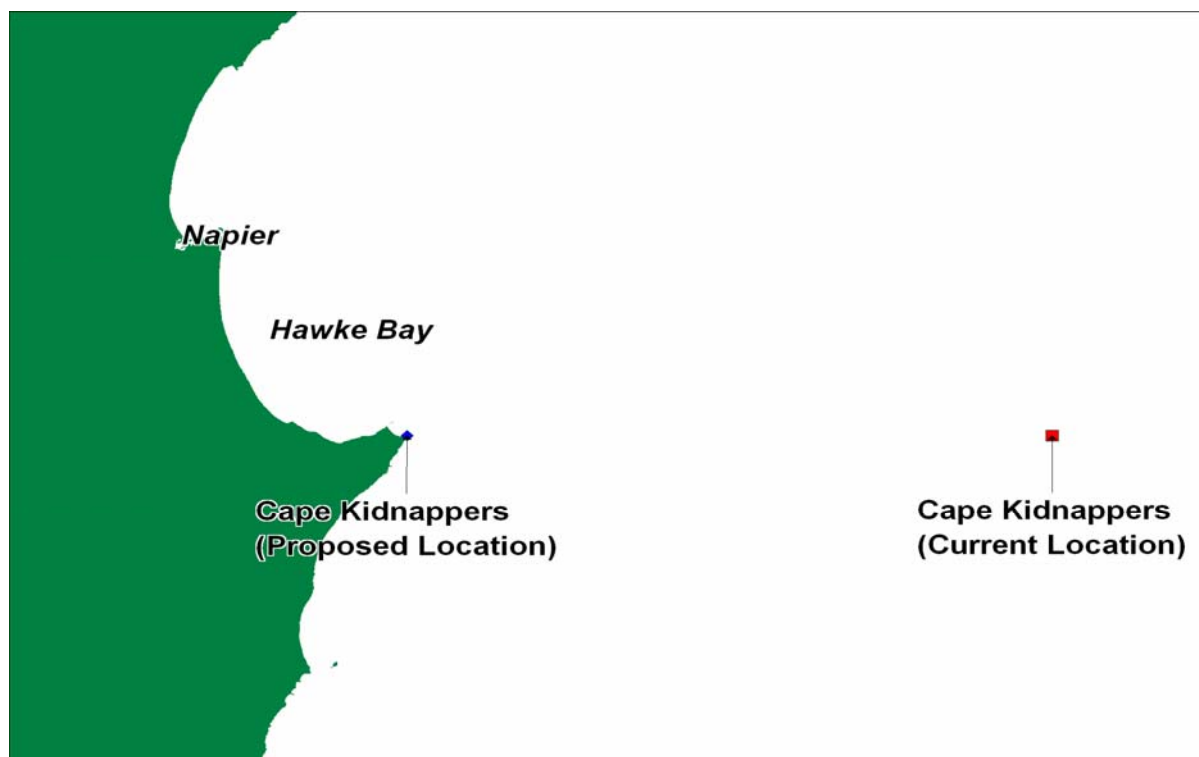 Napier
Hawke Bay
Cape Kidnappers
(Proposed Location)
Cape Kidnappers
(Current Location)